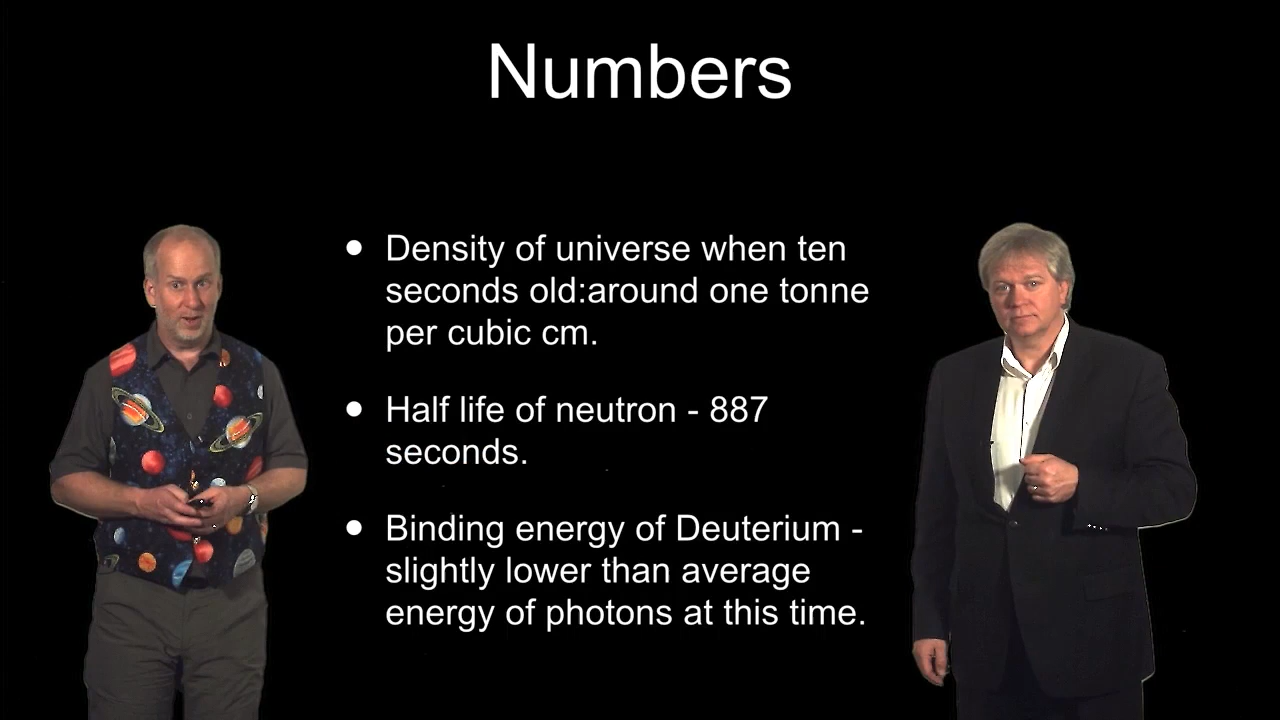 Numbers
• Density of universe when ten
seconds old:around one tonne
per cubic cm.
• Half life of neutron - 887
seconds.
• Binding energy of Deuterium -
slightly lower than average
energy of photons at this time.